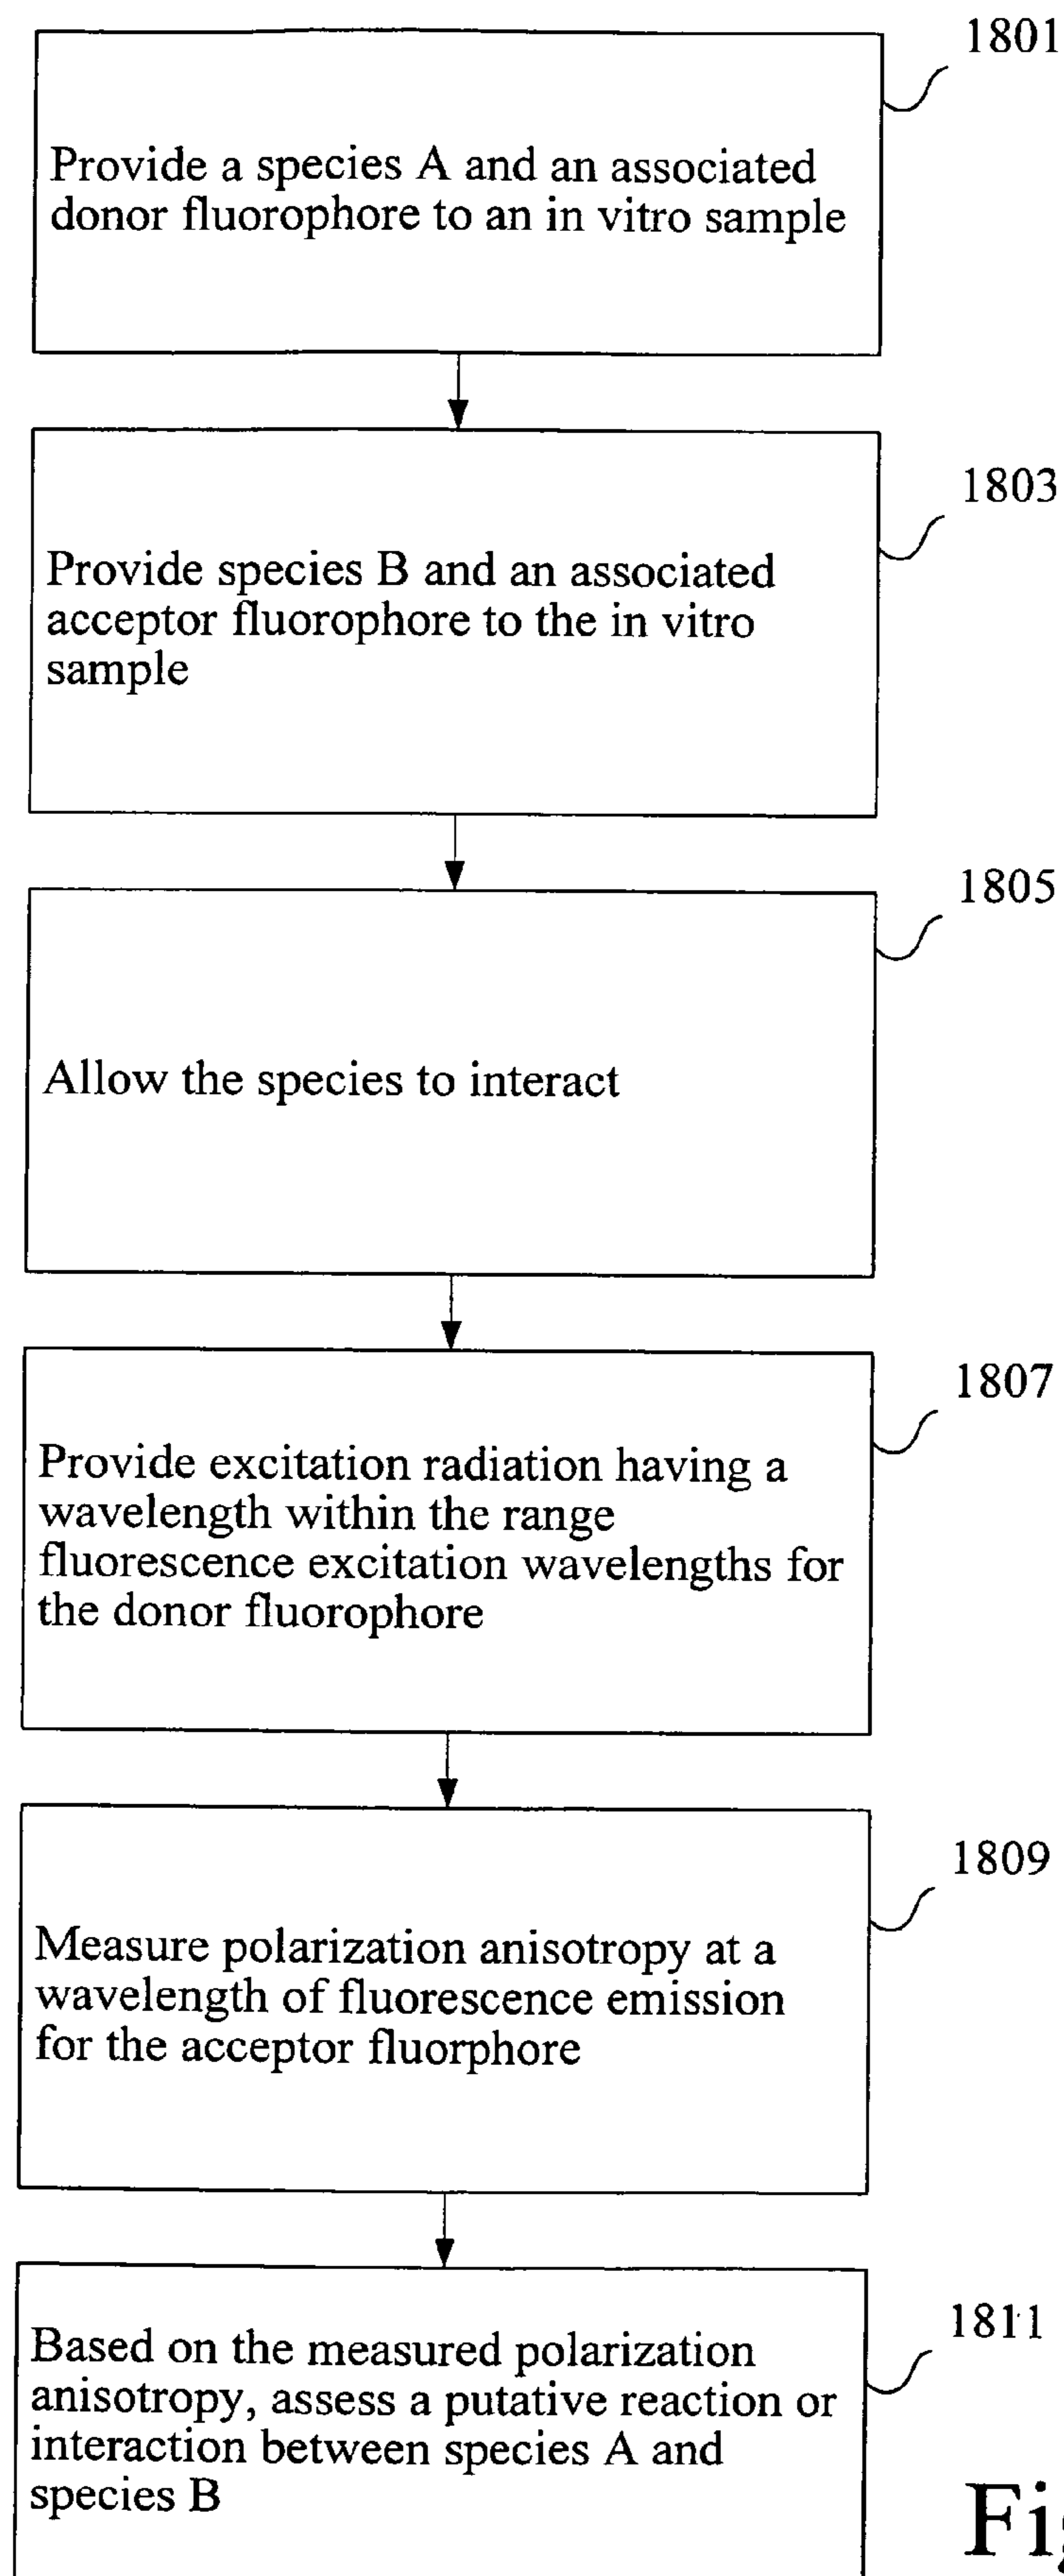 1801
Provide a species A and an associated
donor fluorophore to an in vitro sample
1803
Provide species B and an associated
acceptor fluorophore to the in vitro
sample
1805
Allow the species to interact
1807
Provide excitation radiation having a
wavelength within the range
fluorescence excitation wavelengths for
the donor fluorophore
1809
Measure polarization anisotropy at a
wavelength of fluorescence emission
for the acceptor fluorphore
1811
Based on the measured polarization
anisotropy, assess a putative reaction or
interaction between species A and
species B